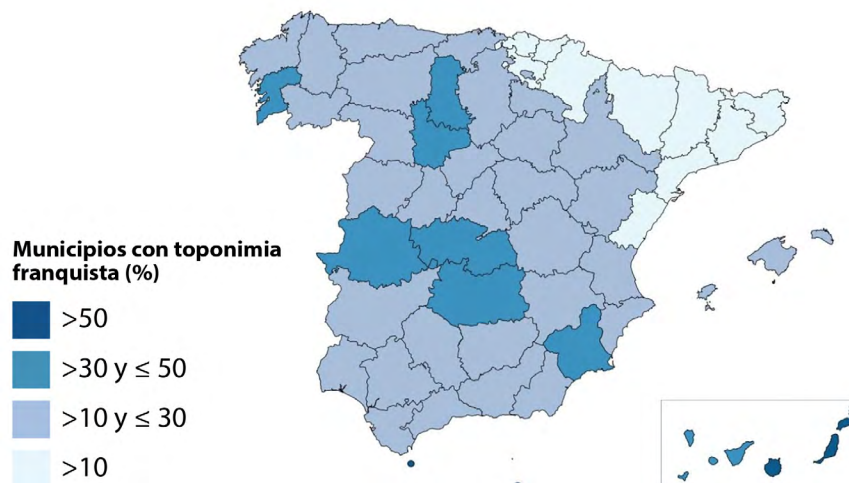 Municipios con toponimia
franquista (%)
>50
>30 y ≤ 50
>10 y ≤ 30
>10